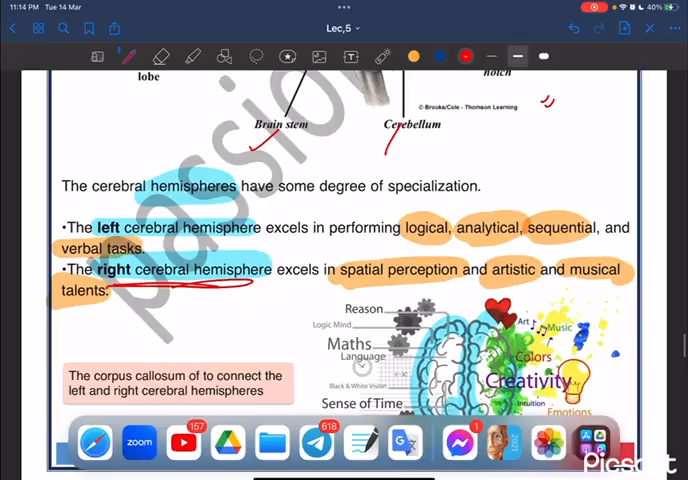 11:14 PM Tue 14 Mar
40%
Lec,5
lobe
notch
© Brooks/Cole - Thomson Learning
Brain stem
Cerebellum
passion
The cerebral hemispheres have some degree of specialization.
•The left cerebral hemisphere excels in performing logical, analytical, sequential, and
verbal tasks.
•The right cerebral hemisphere excels in spatial perception and artistic and musical
talents.
Reason
Logic Mind
Maths
Language
Black & White Vision
Sense of Time
Art
Music
Colors
Creativity
Intuition
Emotions
The corpus callosum of to connect the
left and right cerebral hemispheres
zoom
157
618
1
2021
Picsart